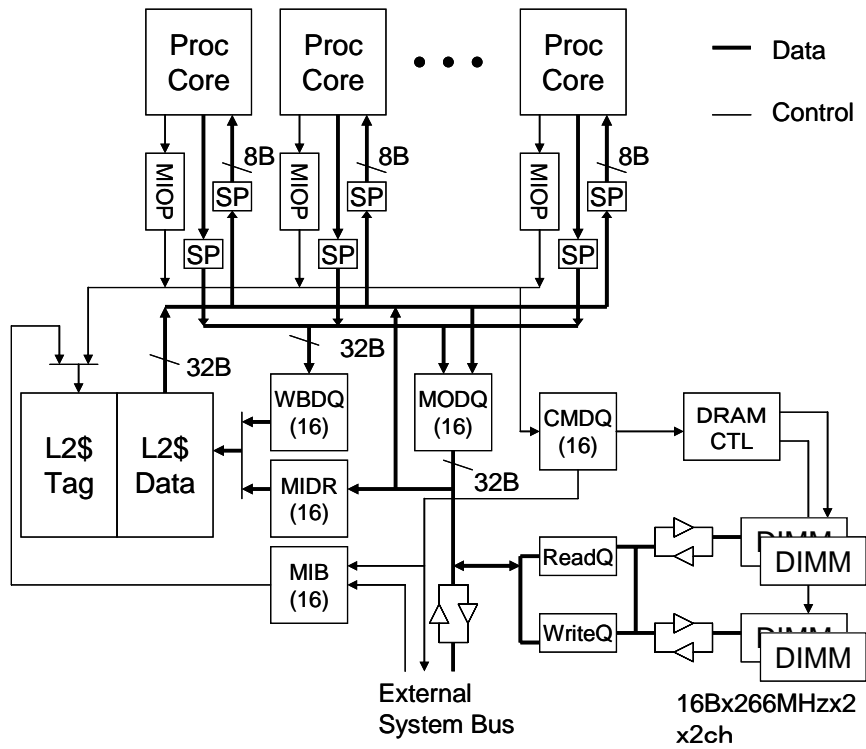 Proc
Core
Proc
Core
Proc
Core
Data
Control
8B
8B
8B
MIOP
MIOP
MIOP
SP
SP
SP
SP
SP
SP
32B
32B
L2$
Tag
L2$
Data
WBDQ
(16)
MODQ
(16)
CMDQ
(16)
DRAM
CTL
32B
MIDR
(16)
MIB
(16)
ReadQ
WriteQ
DIMM
DIMM
DIMM
DIMM
External
System Bus
16Bx266MHzx2
x2ch